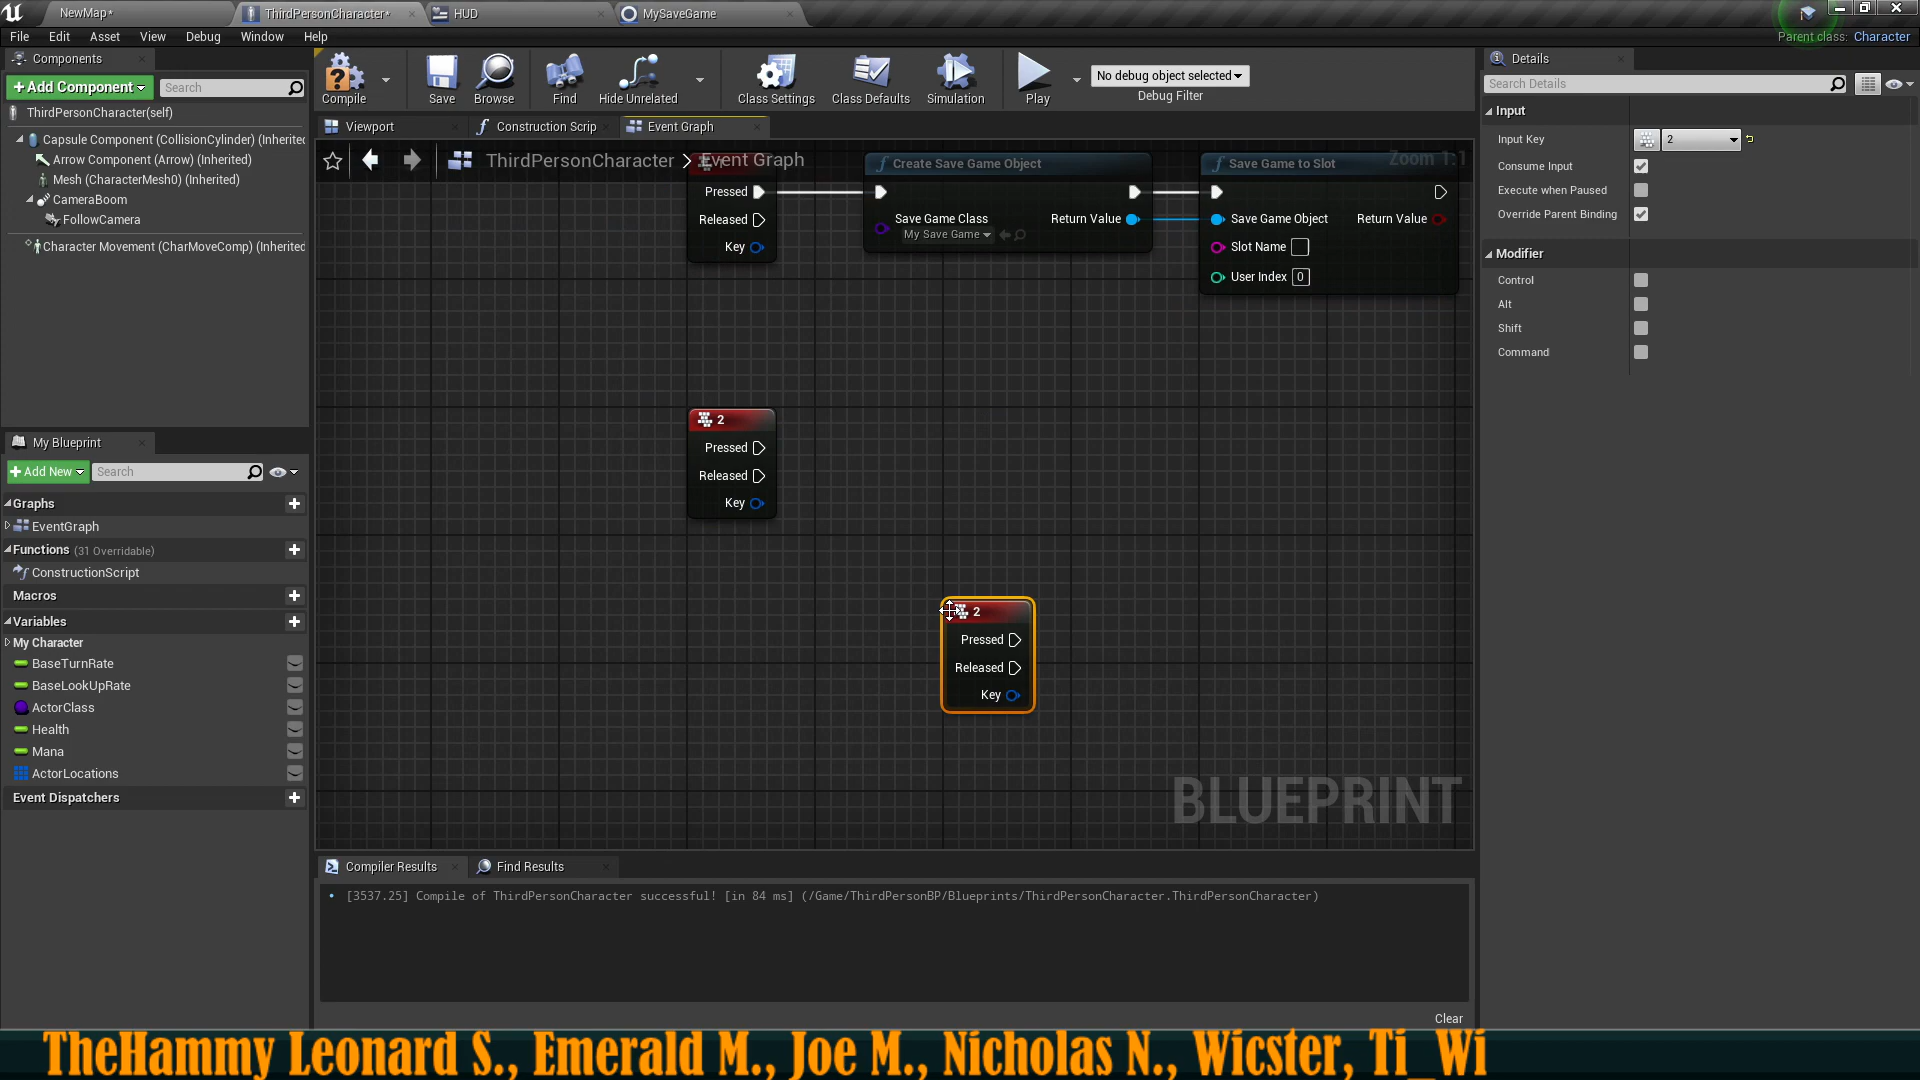 NewMap*
ThirdPersonCharacter*
HUD
MySaveGame
File Edit Asset View Debug Window Help
Parent class: Character
Components
Add Component
Search
ThirdPersonCharacter(self)
Capsule Component (CollisionCylinder) (Inherited
Arrow Component (Arrow) (Inherited)
Mesh (CharacterMesh0) (Inherited)
CameraBoom
FollowCamera
Character Movement (CharMoveComp) (Inherited
My Blueprint
Add New
Search
Graphs
EventGraph
Functions (31 Overridable)
ConstructionScript
Macros
Variables
My Character
BaseTurnRate
BaseLookUpRate
ActorClass
Health
Mana
ActorLocations
Event Dispatchers
Compile
Save
Browse
Find
Hide Unrelated
Class Settings
Class Defaults
Simulation
Play
No debug object selected
Debug Filter
Viewport
Construction Scrip
Event Graph
ThirdPersonCharacter > Event Graph
Zoom 1:1
Pressed
Released
Key
Create Save Game Object
Save Game Class
My Save Game
Return Value
Save Game to Slot
Save Game Object
Return Value
Slot Name
User Index 0
2
Pressed
Released
Key
2
Pressed
Released
Key
BLUEPRINT
Compiler Results
Find Results
[3537.25] Compile of ThirdPersonCharacter successful! [in 84 ms] (/Game/ThirdPersonBP/Blueprints/ThirdPersonCharacter.ThirdPersonCharacter)
Clear
Details
Search Details
Input
Input Key 2
Consume Input
Execute when Paused
Override Parent Binding
Modifier
Control
Alt
Shift
Command
TheHammy Leonard S., Emerald M., Joe M., Nicholas N., Wicster, Ti_Wi